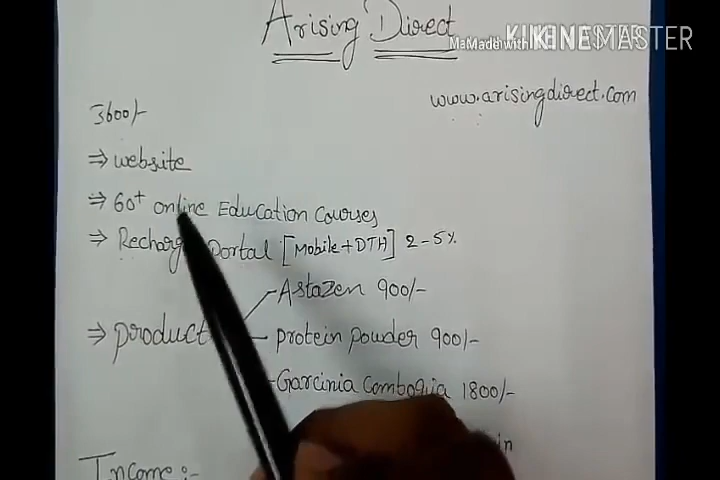 Arising Direct
Made with KINEMASTER
www.arisingdirect.com
3600/-
⇒ website
⇒ 60+ online Education Courses
⇒ Recharge Portal [Mobile + DTH] 2-5%
Astazen 900/-
⇒ product
protein powder 900/-
Garcinia Combogia 1800/-
in
Income :-